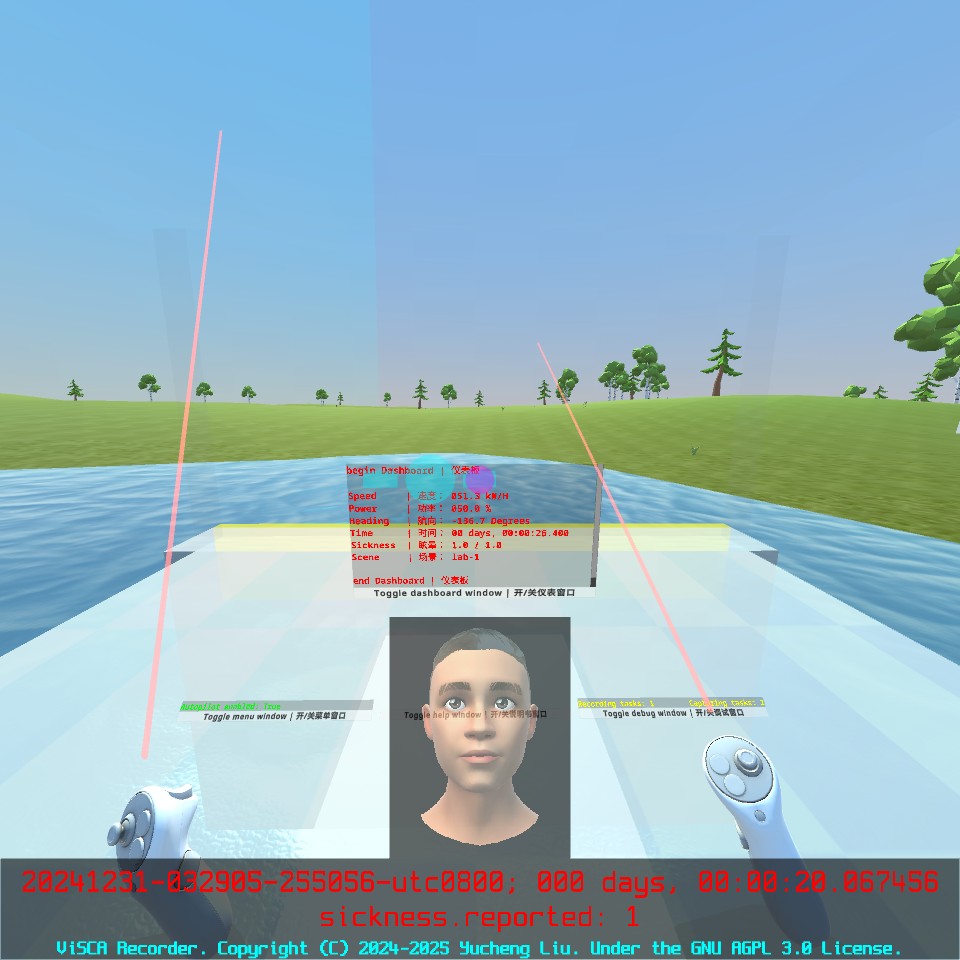 begin Dashboard | 仪表板
Speed | 速度： 051.3 kM/H
Power | 功率： 050.0 %
Heading | 航向： -136.7 Degrees
Time | 时间： 00 days, 00:00:26.400
Sickness | 眩晕： 1.0 / 1.0
Scene | 场景： lab-1
end Dashboard | 仪表板
Toggle dashboard window | 开/关仪表窗口
Autopilot enabled: True
Toggle menu window | 开/关菜单窗口
Toggle help window | 开/关说明书窗口
Recording tasks: 1 Capturing tasks: 2
Toggle debug window | 开/关调试窗口
20241231-032905-255056-utc0800; 000 days, 00:00:20.067456
sickness.reported: 1
ViSCA Recorder. Copyright (C) 2024-2025 Yucheng Liu. Under the GNU AGPL 3.0 License.